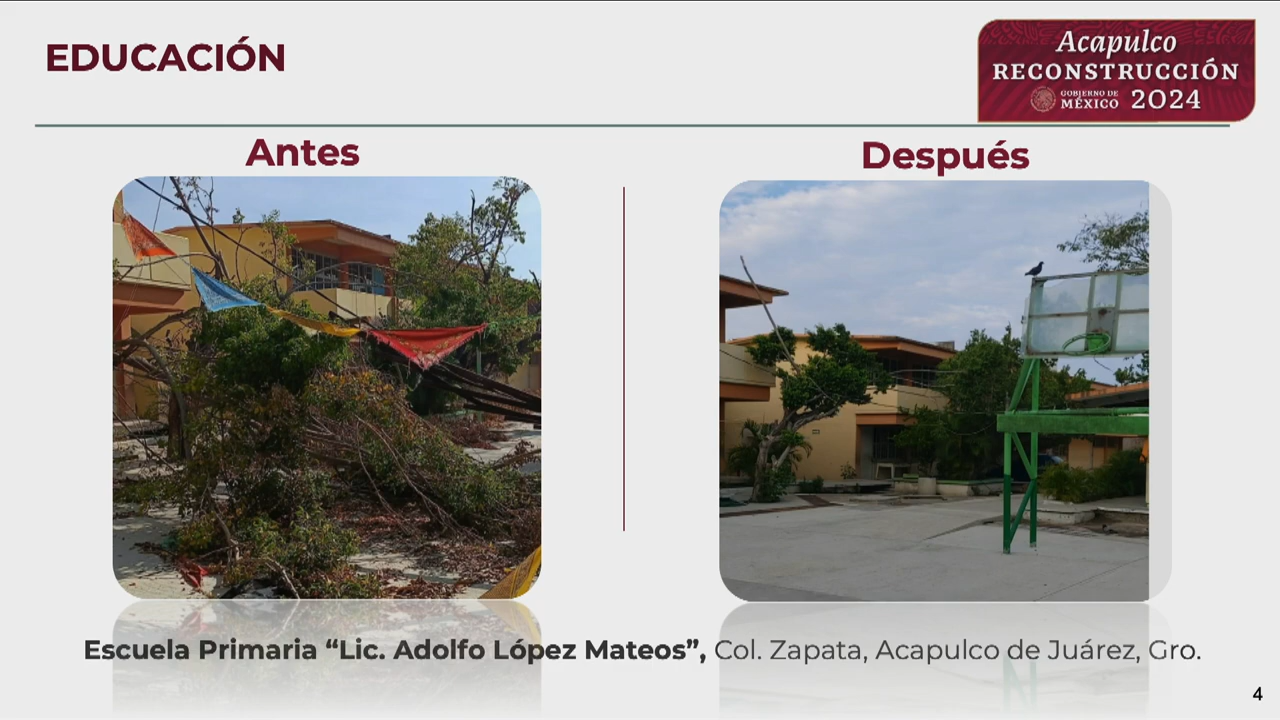 EDUCACIÓN
Acapulco
RECONSTRUCCIÓN
GOBIERNO DE
MÉXICO
2024
Antes
Después
Escuela Primaria “Lic. Adolfo López Mateos”, Col. Zapata, Acapulco de Juárez, Gro.
4